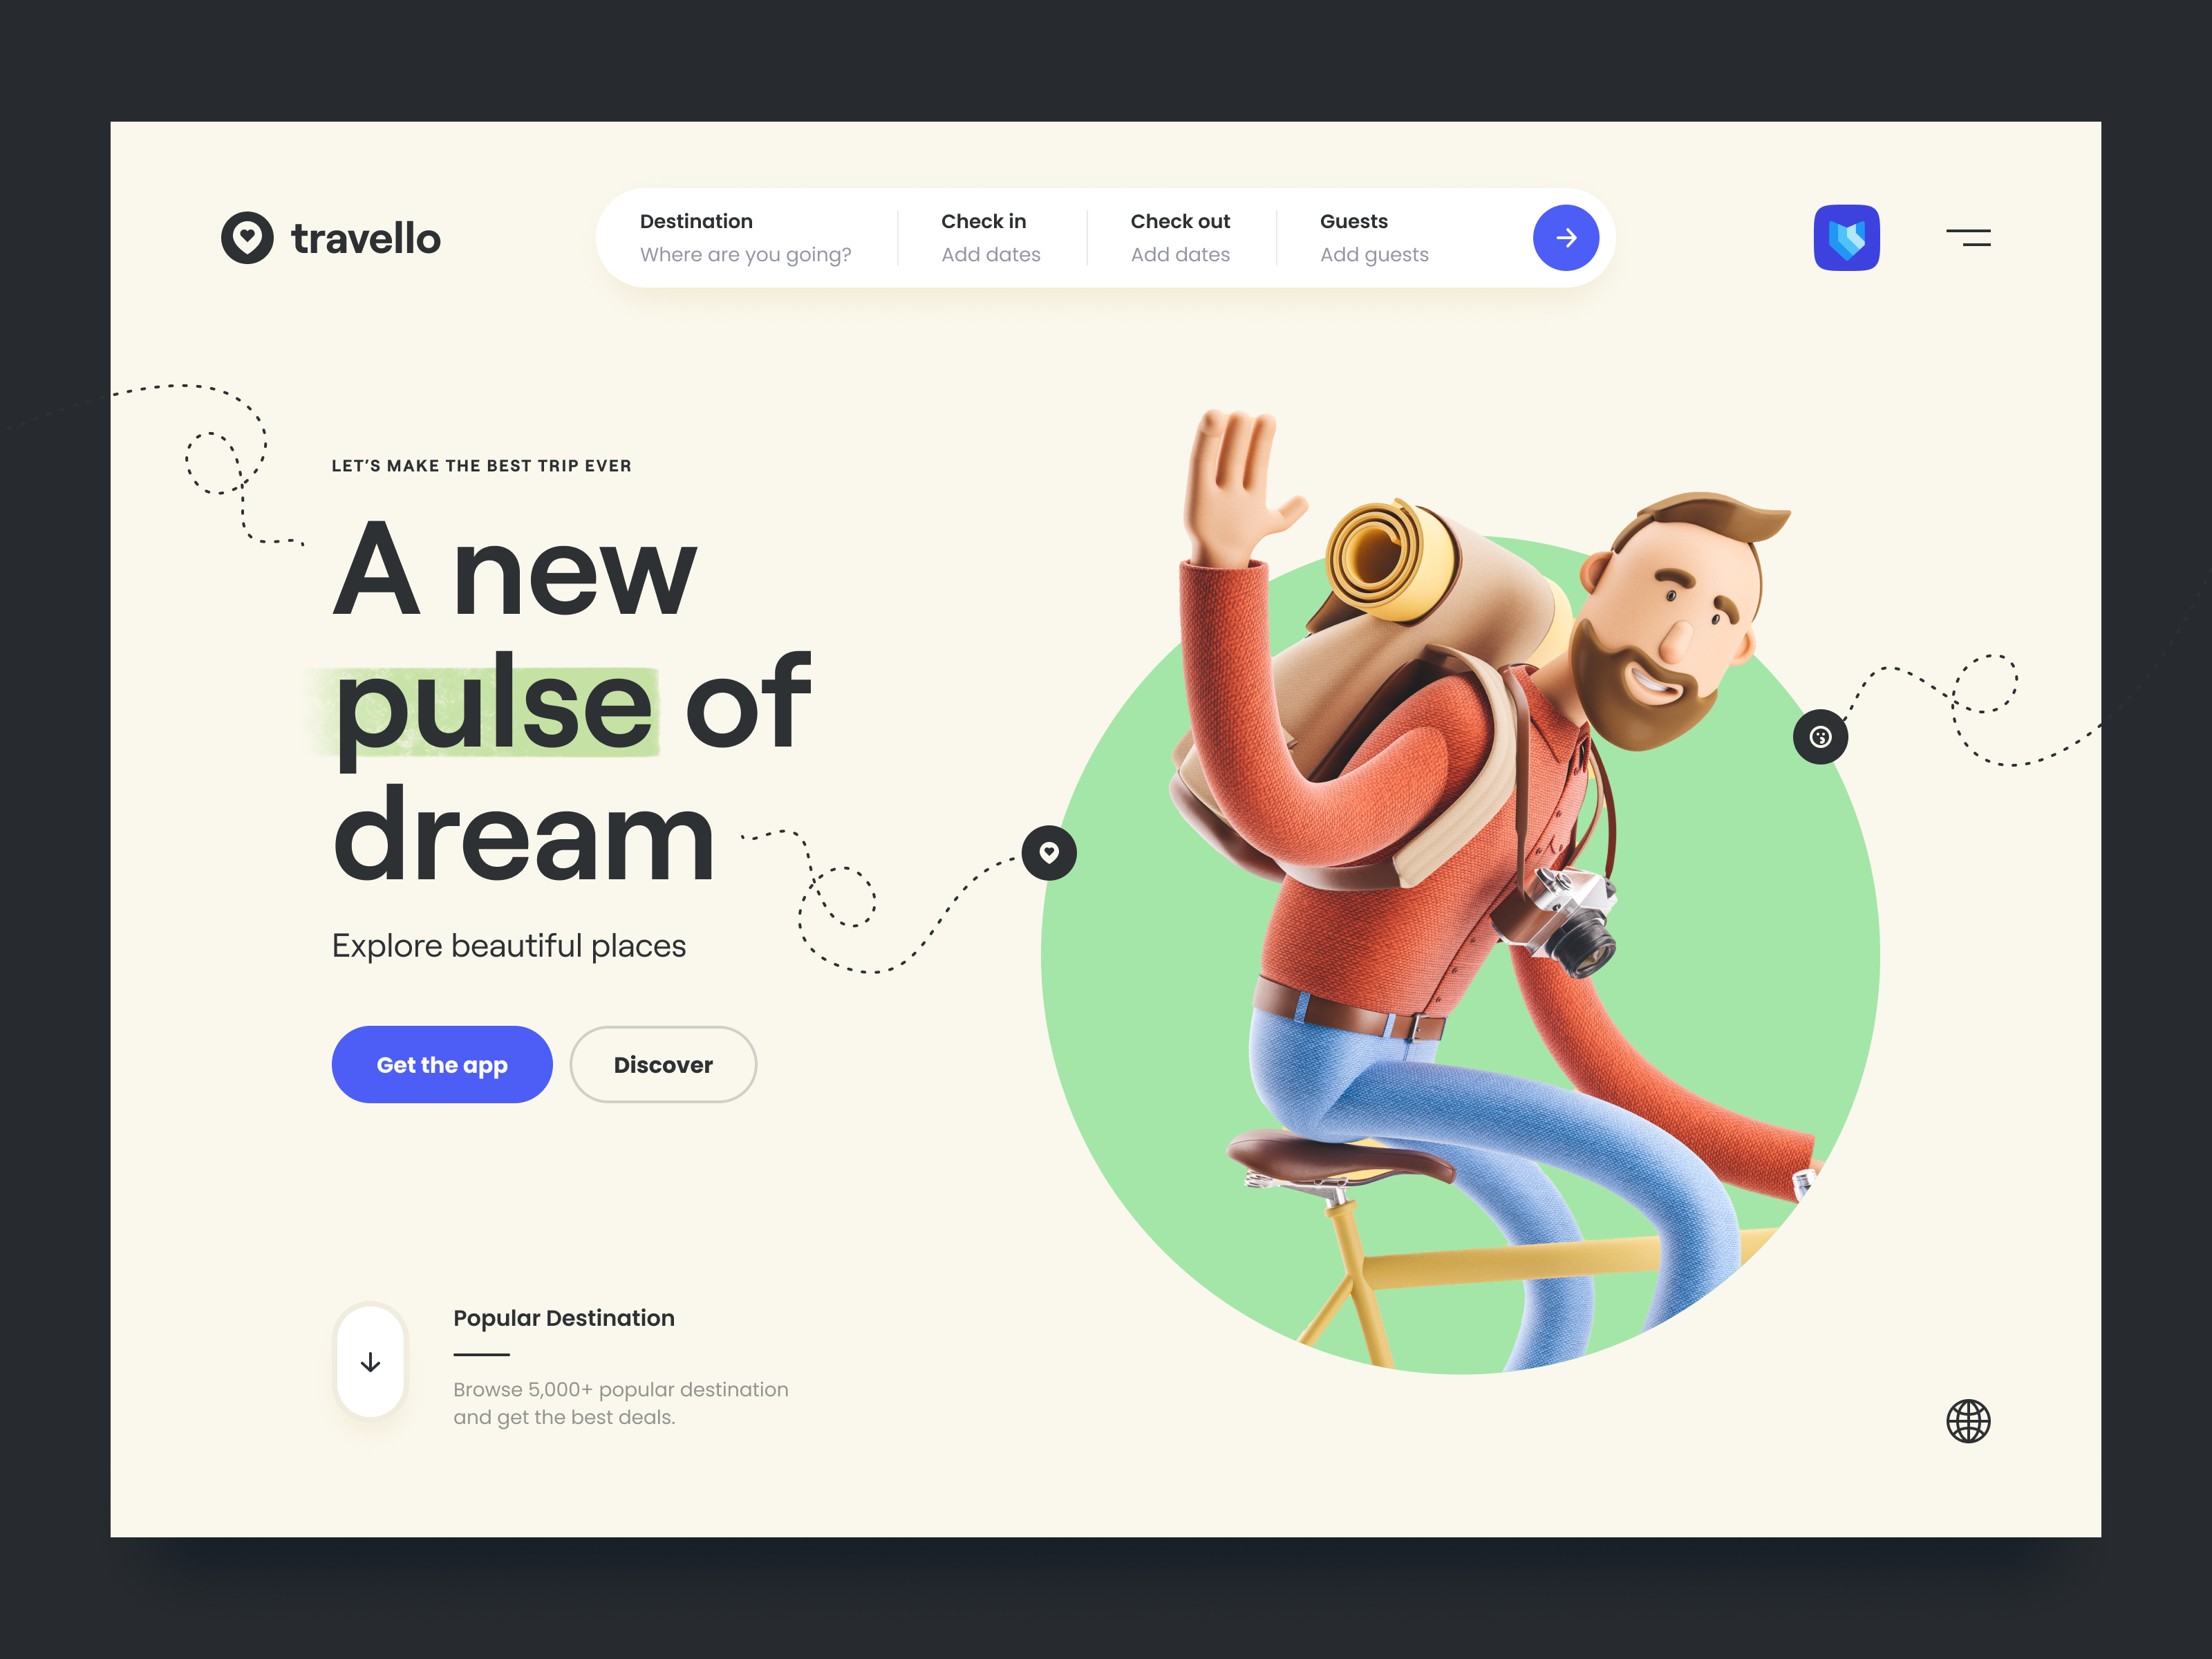 travello
Destination
Where are you going?
Check in
Add dates
Check out
Add dates
Guests
Add guests
LET’S MAKE THE BEST TRIP EVER
A new
pulse of
dream
Explore beautiful places
Get the app
Discover
Popular Destination
Browse 5,000+ popular destination
and get the best deals.